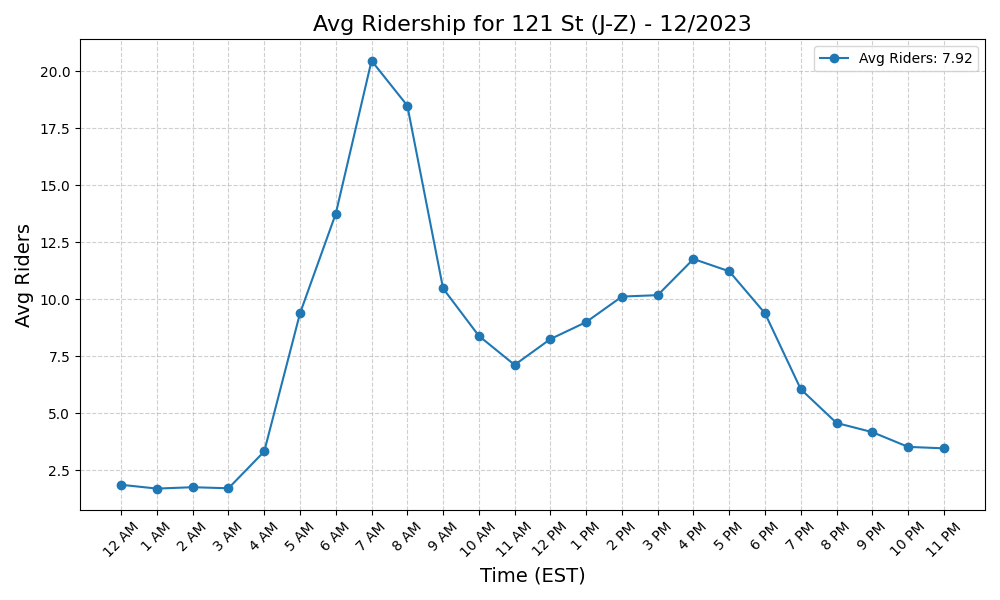 Avg Ridership for 121 St (J-Z) - 12/2023
Avg Riders: 7.92
Avg Riders
20.0
17.5
15.0
12.5
10.0
7.5
5.0
2.5
12 AM
1 AM
2 AM
3 AM
4 AM
5 AM
6 AM
7 AM
8 AM
9 AM
10 AM
11 AM
12 PM
1 PM
2 PM
3 PM
4 PM
5 PM
6 PM
7 PM
8 PM
9 PM
10 PM
11 PM
Time (EST)